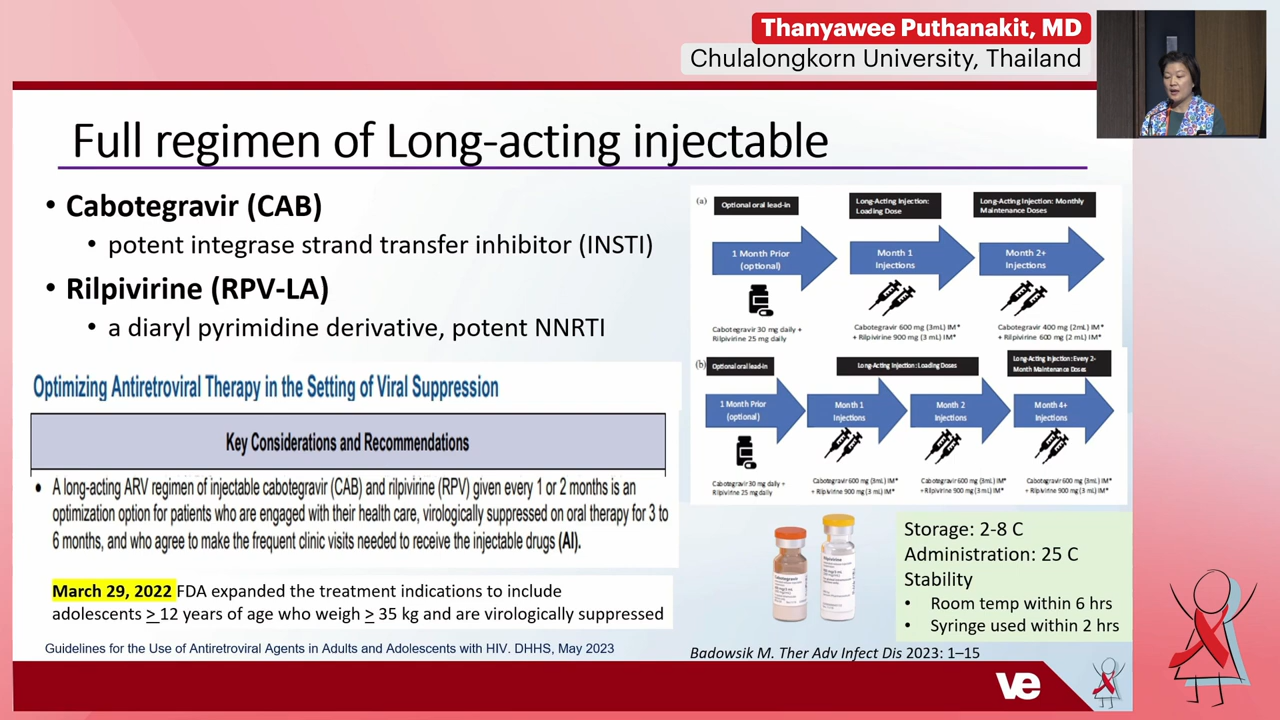 Thanyawee Puthanakit, MD
Chulalongkorn University, Thailand
Full regimen of Long-acting injectable
• Cabotegravir (CAB)
• potent integrase strand transfer inhibitor (INSTI)
• Rilpivirine (RPV-LA)
• a diaryl pyrimidine derivative, potent NNRTI
Optimizing Antiretroviral Therapy in the Setting of Viral Suppression
Key Considerations and Recommendations
• A long-acting ARV regimen of injectable cabotegravir (CAB) and rilpivirine (RPV) given every 1 or 2 months is an
optimization option for patients who are engaged with their health care, virologically suppressed on oral therapy for 3 to
6 months, and who agree to make the frequent clinic visits needed to receive the injectable drugs (AI).
March 29, 2022 FDA expanded the treatment indications to include
adolescents > 12 years of age who weigh > 35 kg and are virologically suppressed
Guidelines for the Use of Antiretroviral Agents in Adults and Adolescents with HIV. DHHS, May 2023
(a)
Optional oral lead-in
Long-Acting Injection:
Loading Dose
Long-Acting Injection: Monthly
Maintenance Doses
1 Month Prior
(optional)
Month 1
Injections
Month 2+
Injections
Cabotegravir 30 mg daily +
Rilpivirine 25 mg daily
Cabotegravir 600 mg (3mL) IM*
+ Rilpivirine 900 mg (3 mL) IM*
Cabotegravir 400 mg (2mL) IM*
+ Rilpivirine 600 mg (2 mL) IM*
(b)
Optional oral lead-in
Long-Acting Injection: Loading Doses
Long-Acting Injection: Every 2-
Month Maintenance Doses
1 Month Prior
(optional)
Month 1
Injections
Month 2
Injections
Month 4+
Injections
Cabotegravir 30 mg daily +
Rilpivirine 25 mg daily
Cabotegravir 600 mg (3mL) IM*
+ Rilpivirine 900 mg (3 mL) IM*
Cabotegravir 600 mg (3mL) IM*
+ Rilpivirine 900 mg (3 mL) IM*
Cabotegravir 600 mg (3mL) IM*
+ Rilpivirine 900 mg (3 mL) IM*
Cabotegravir
Rilpivirine
Storage: 2-8 C
Administration: 25 C
Stability
• Room temp within 6 hrs
• Syringe used within 2 hrs
Badowsik M. Ther Adv Infect Dis 2023: 1–15
ve